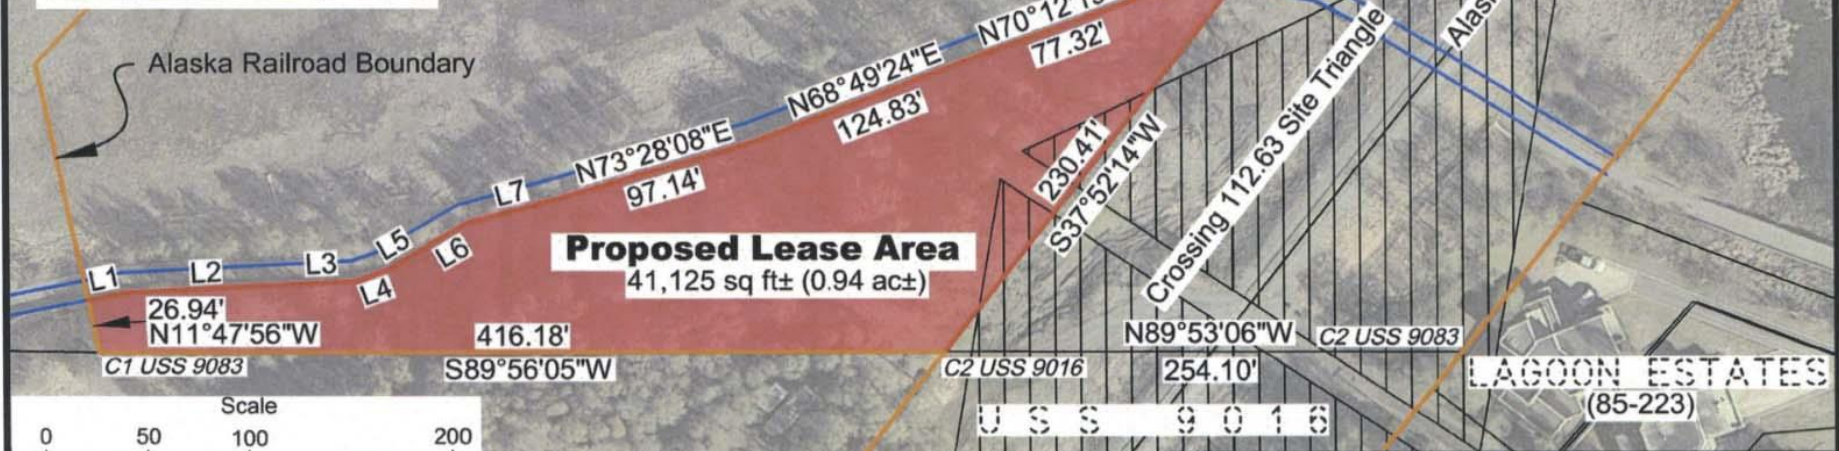 Alaska Railroad Boundary
N70°12'
77.32'
N68°49'24"E
124.83'
N73°28'08"E
97.14'
L7
L5
L6
L3
L2
L1
L4
230.41'
S37°52'14"W
Crossing 112.63 Site Triangle
Proposed Lease Area
41,125 sq ft± (0.94 ac±)
26.94'
N11°47'56"W
416.18'
S89°56'05"W
C1 USS 9083
N89°53'06"W
254.10'
C2 USS 9083
C2 USS 9016
USS 9016
LAGOON ESTATES
(85-223)
Scale
0 50 100 200